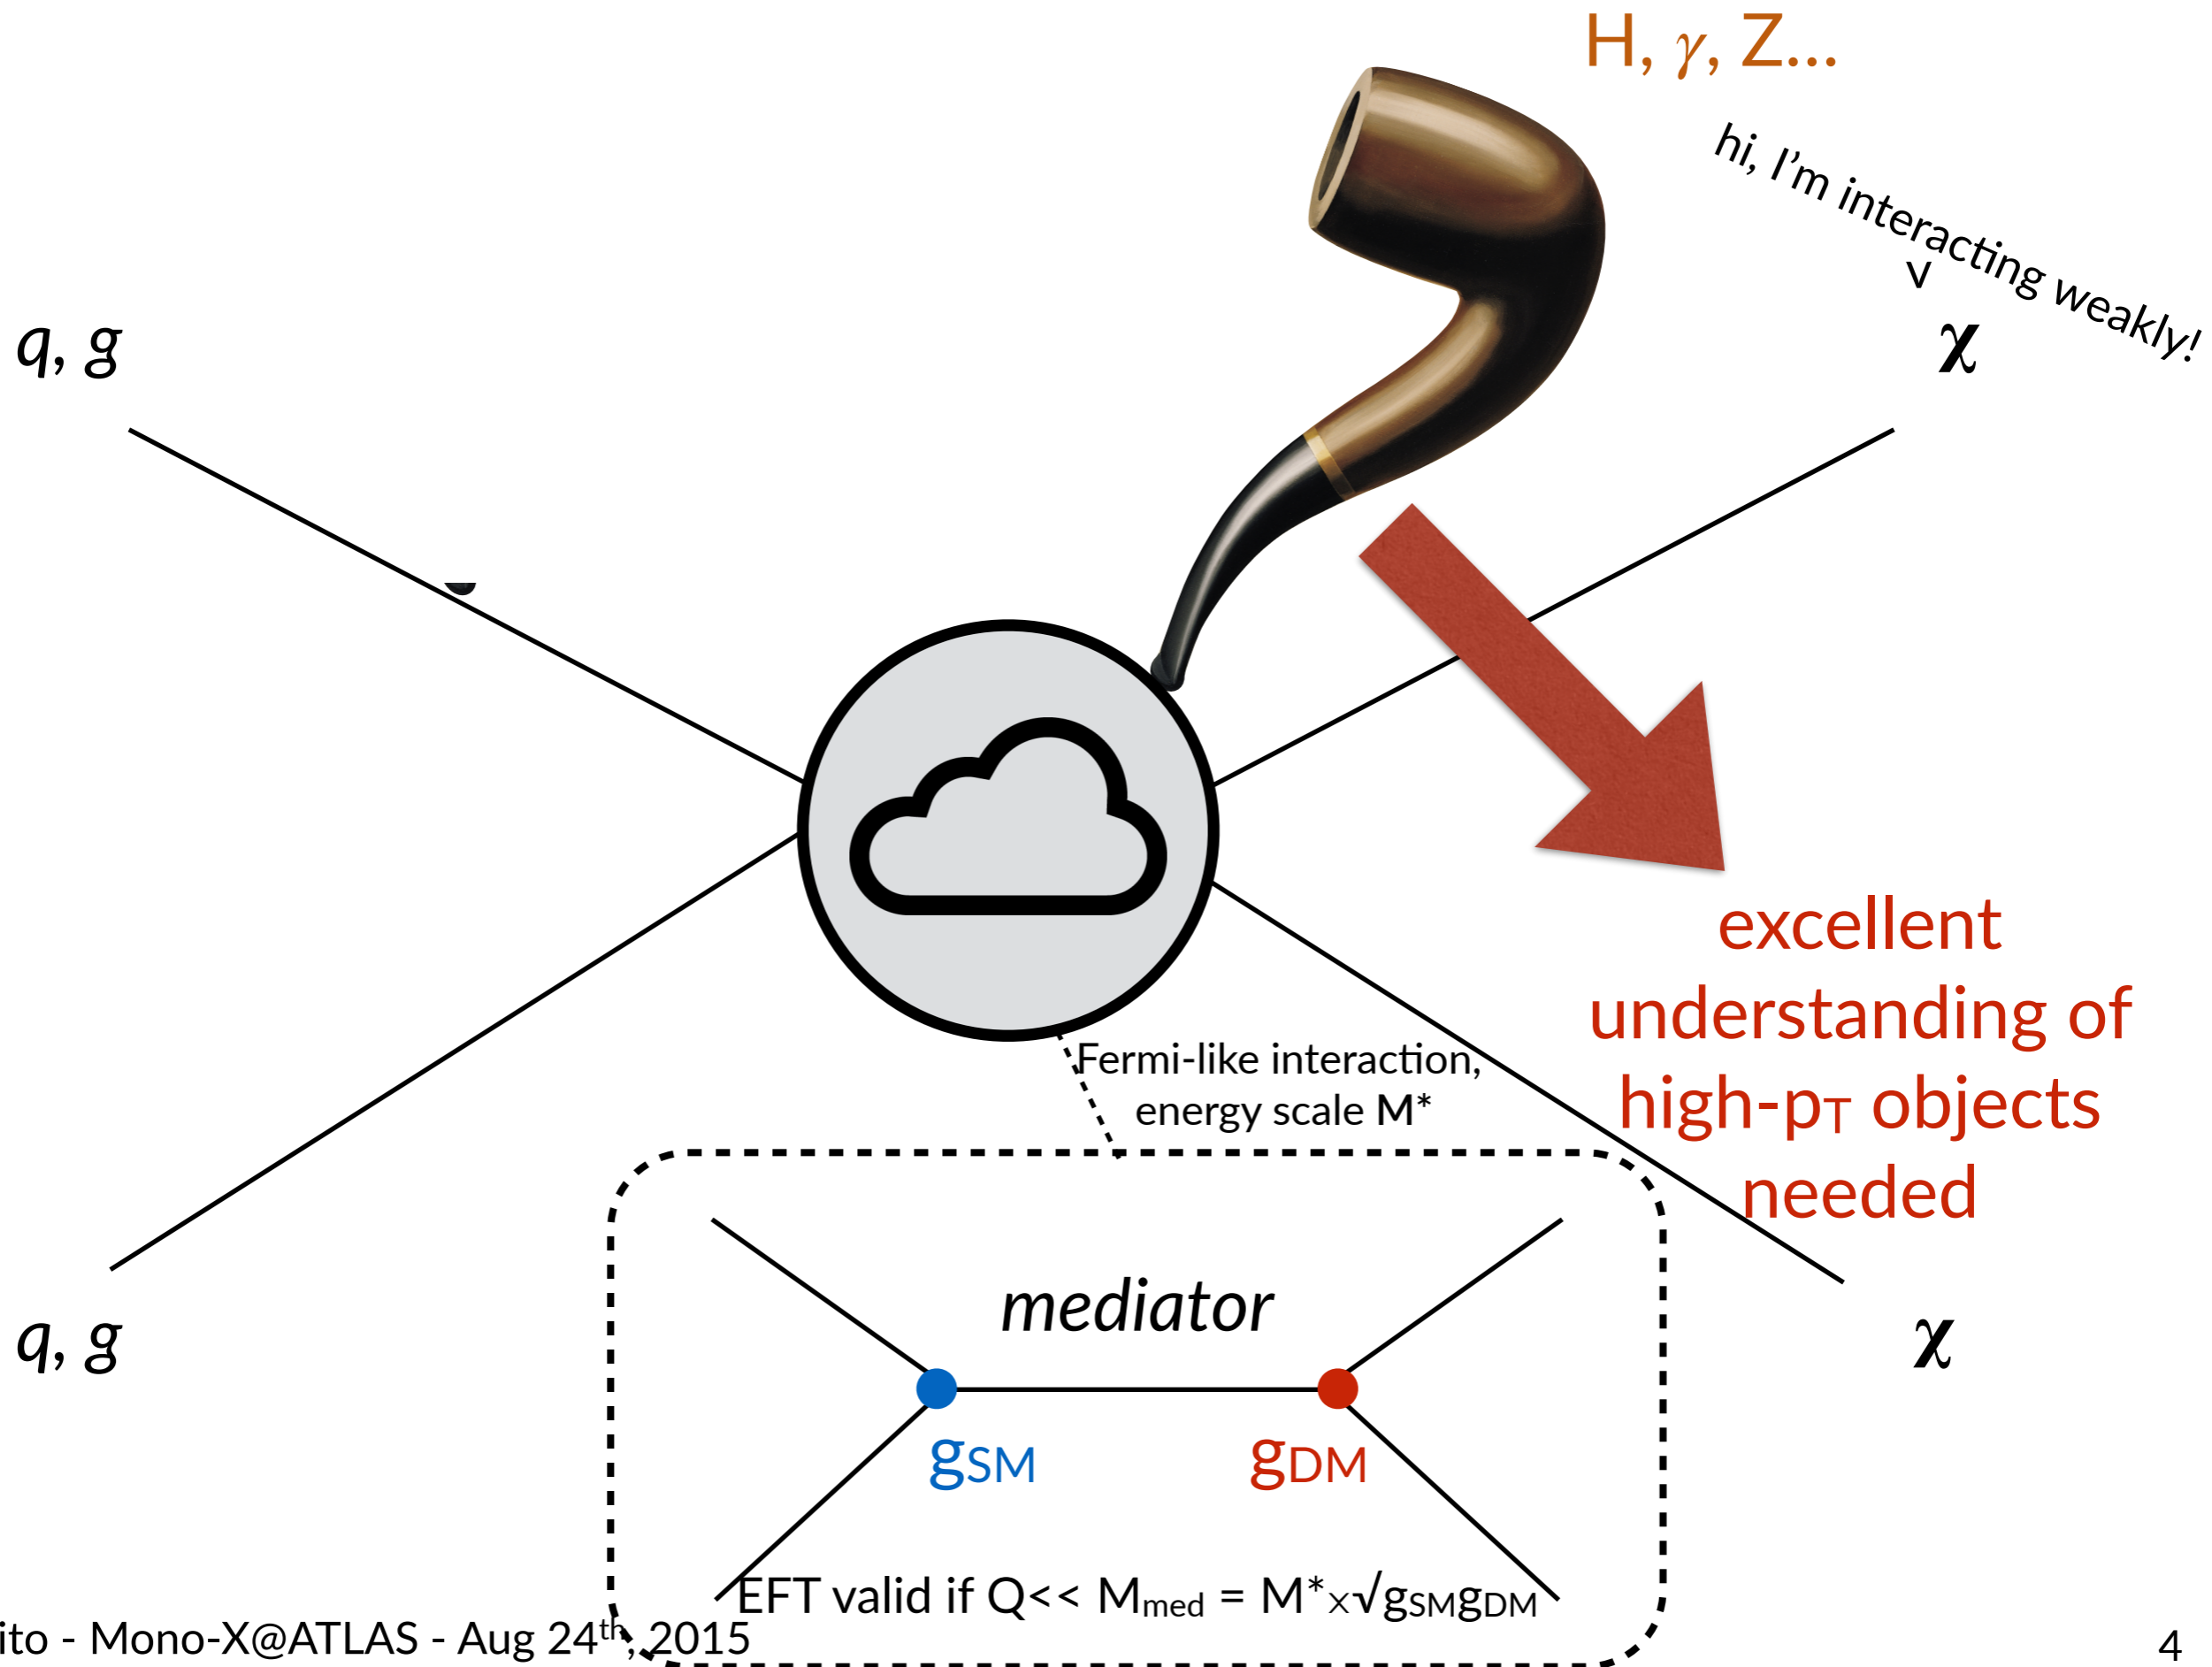 H, γ, Z...
hi, I’m interacting weakly!
v
q, g
χ
excellent
understanding of
high-pT objects
needed
Fermi-like interaction,
energy scale M*
mediator
q, g
χ
gSM
gDM
EFT valid if Q<< Mmed = M*x√gSMgDM
ito - Mono-X@ATLAS - Aug 24th, 2015
4